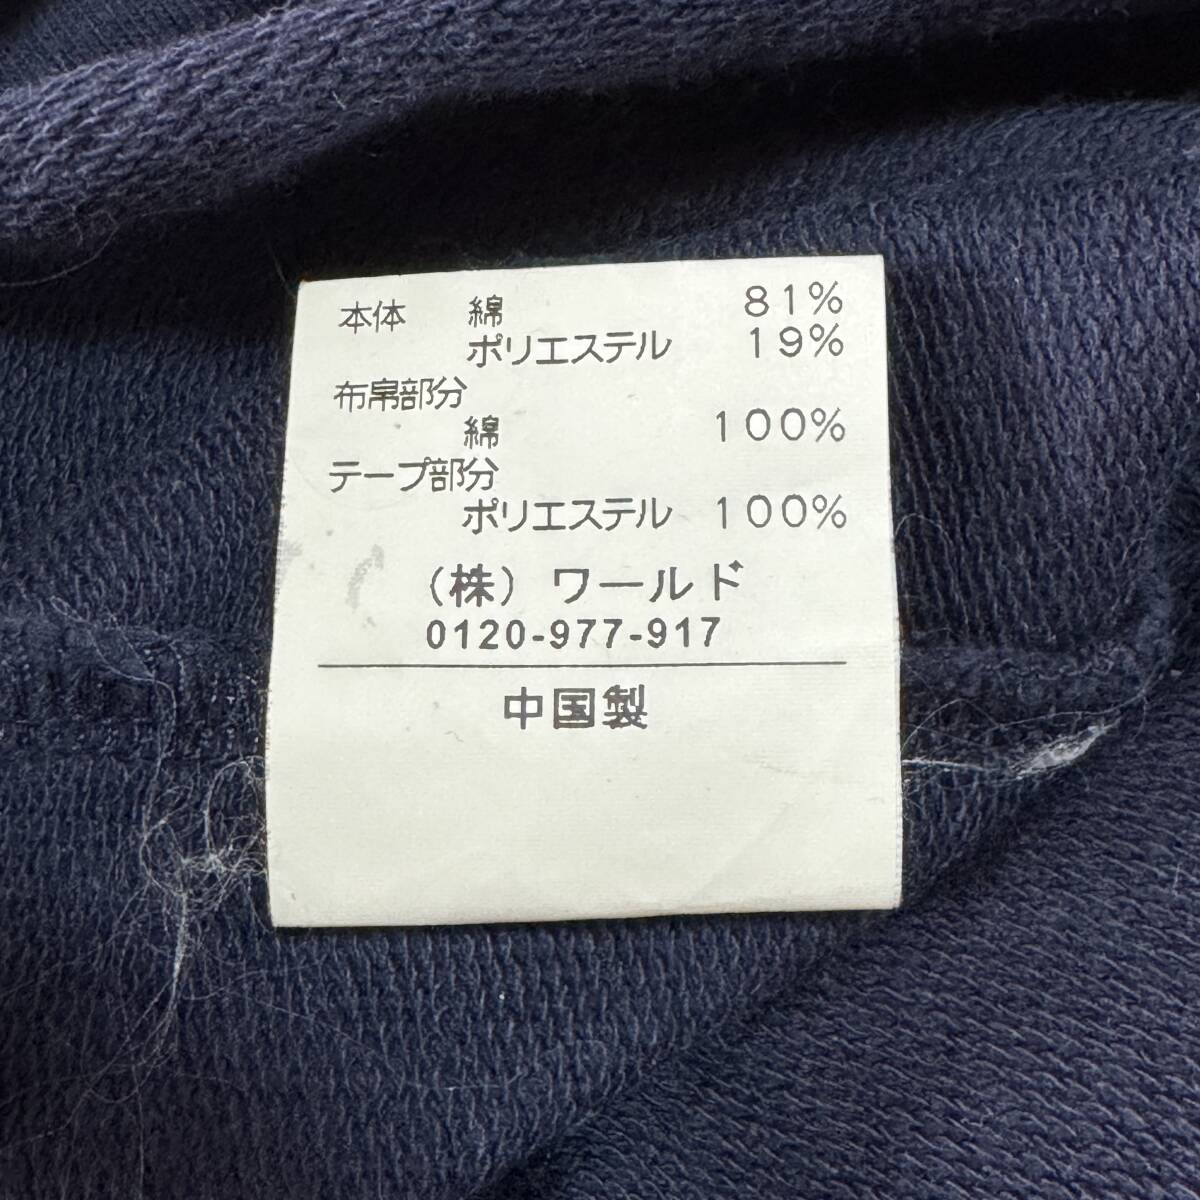 本体 綿 81%
ポリエステル 19%
布帛部分
綿 100%
テープ部分
ポリエステル 100%
(株) ワールド
0120-977-917
中国製